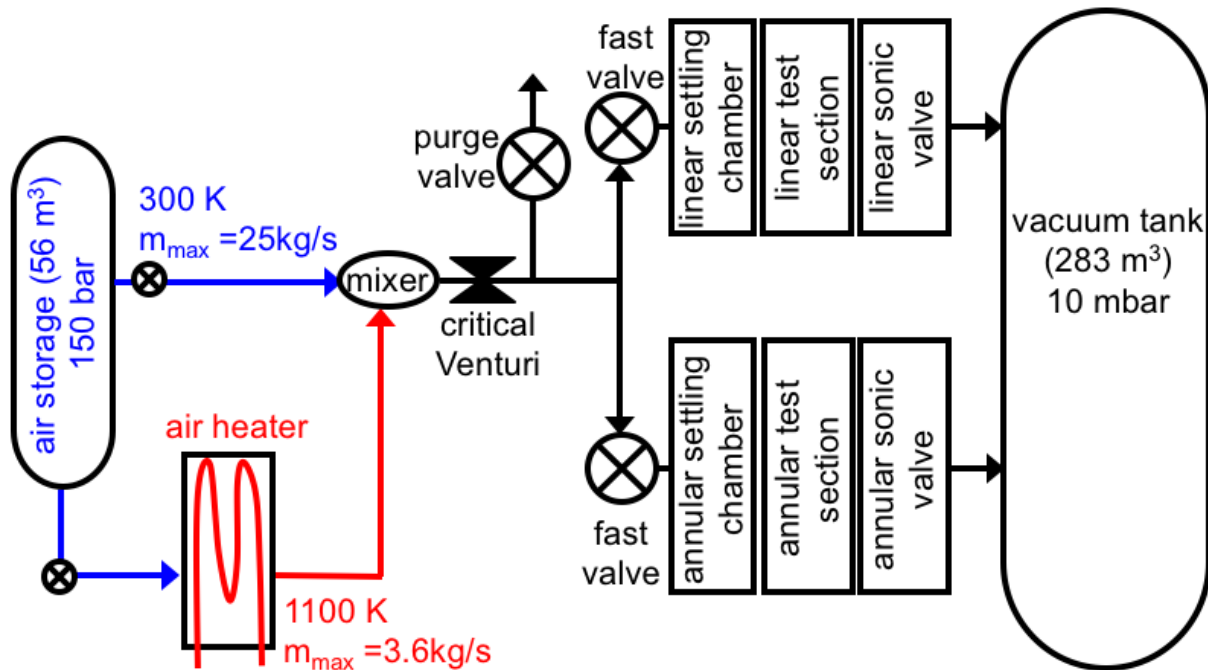 air storage (56 m³)
150 bar
300 K
m_max =25kg/s
mixer
critical
Venturi
purge
valve
air heater
1100 K
m_max =3.6kg/s
fast
valve
linear settling
chamber
linear test
section
linear sonic
valve
fast
valve
annular settling
chamber
annular test
section
annular sonic
valve
vacuum tank
(283 m³)
10 mbar